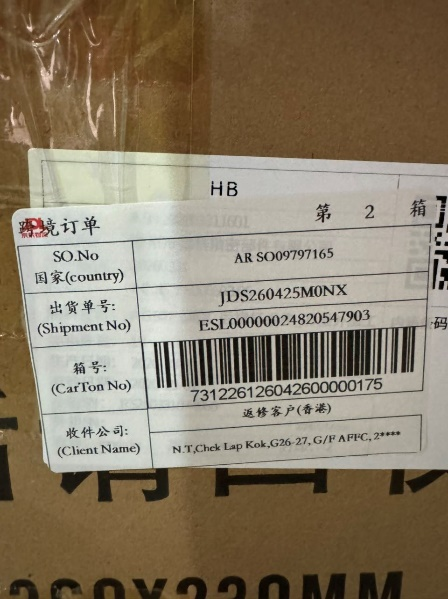 HB
跨境订单
第 2 箱
SO.No
国家(country)
AR SO09797165
出货单号:
(Shipment No)
JDS260425M0NX
ESL00000024820547903
箱号:
(CarTon No)
731226126042600000175
收件公司:
(Client Name)
返修客户(香港)
N.T,Chek Lap Kok,G26-27, G/F AFFC, 2****
码